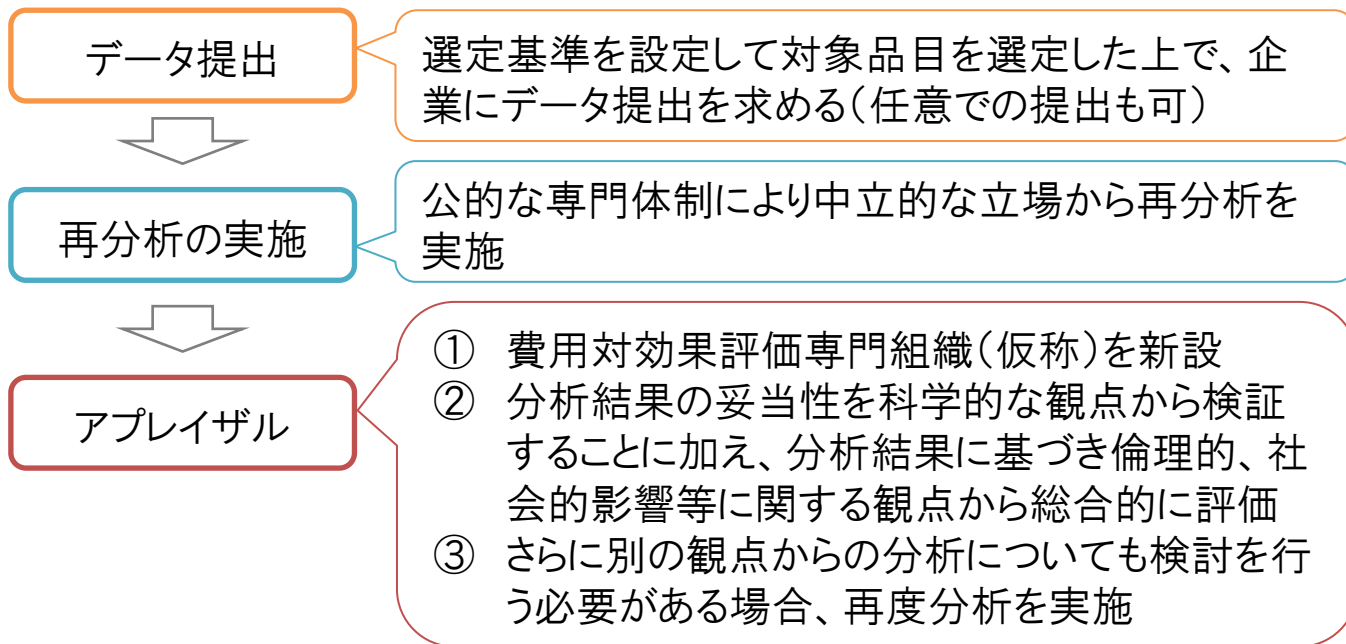 データ提出
選定基準を設定して対象品目を選定した上で、企
業にデータ提出を求める（任意での提出も可）
再分析の実施
公的な専門体制により中立的な立場から再分析を
実施
アプレイザル
① 費用対効果評価専門組織（仮称）を新設
② 分析結果の妥当性を科学的な観点から検証
することに加え、分析結果に基づき倫理的、社
会的影響等に関する観点から総合的に評価
③ さらに別の観点からの分析についても検討を行
う必要がある場合、再度分析を実施